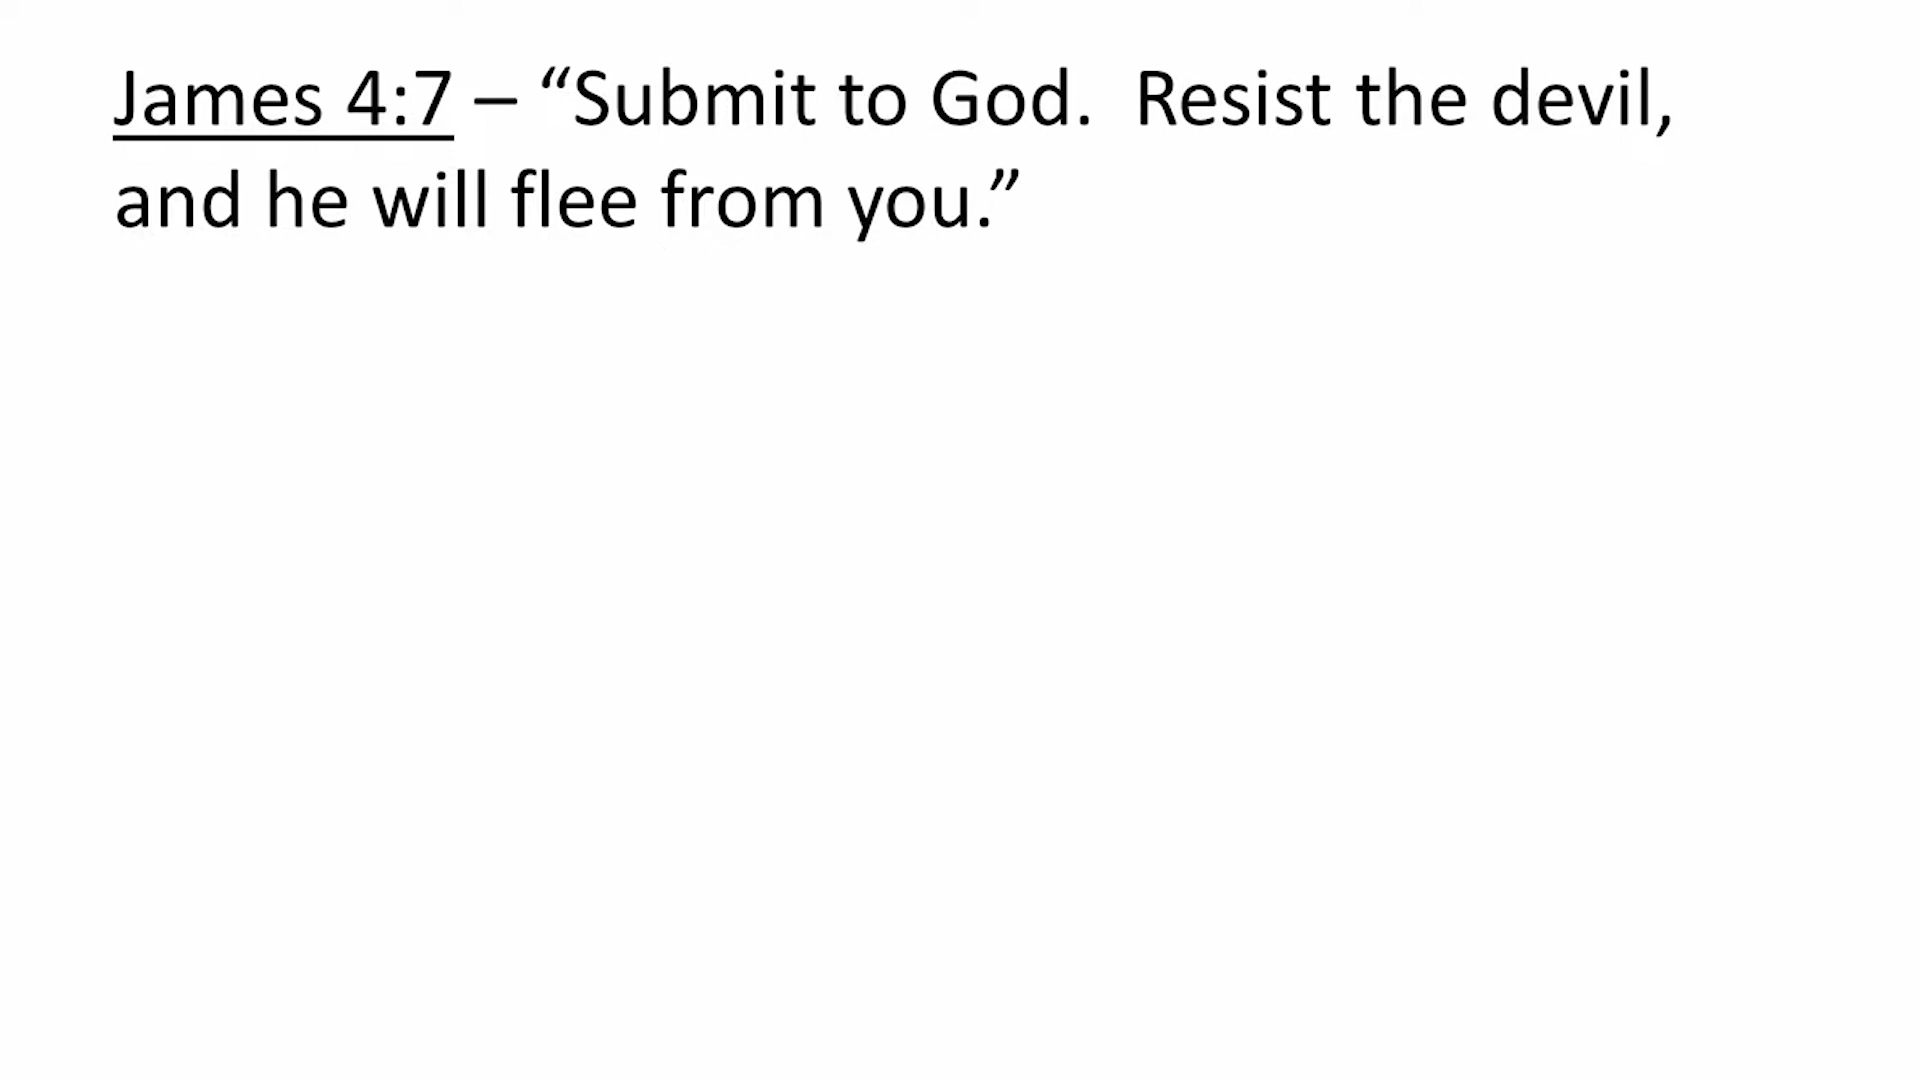 James 4:7 – “Submit to God.  Resist the devil,
and he will flee from you.”